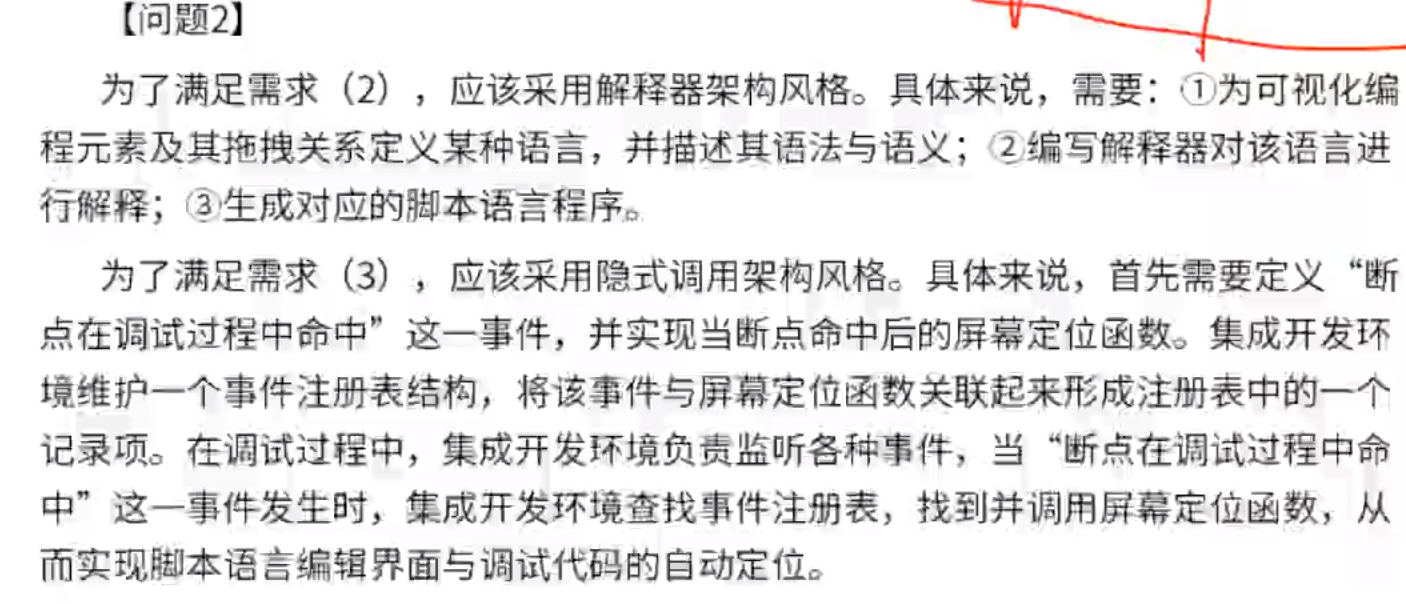 【问题2】
为了满足需求（2），应该采用解释器架构风格。具体来说，需要：①为可视化编
程元素及其拖拽关系定义某种语言，并描述其语法与语义；②编写解释器对该语言进
行解释；③生成对应的脚本语言程序。
为了满足需求（3），应该采用隐式调用架构风格。具体来说，首先需要定义“断
点在调试过程中命中”这一事件，并实现当断点命中后的屏幕定位函数。集成开发环
境维护一个事件注册表结构，将该事件与屏幕定位函数关联起来形成注册表中的一个
记录项。在调试过程中，集成开发环境负责监听各种事件，当“断点在调试过程中命
中”这一事件发生时，集成开发环境查找事件注册表，找到并调用屏幕定位函数，从
而实现脚本语言编辑界面与调试代码的自动定位。